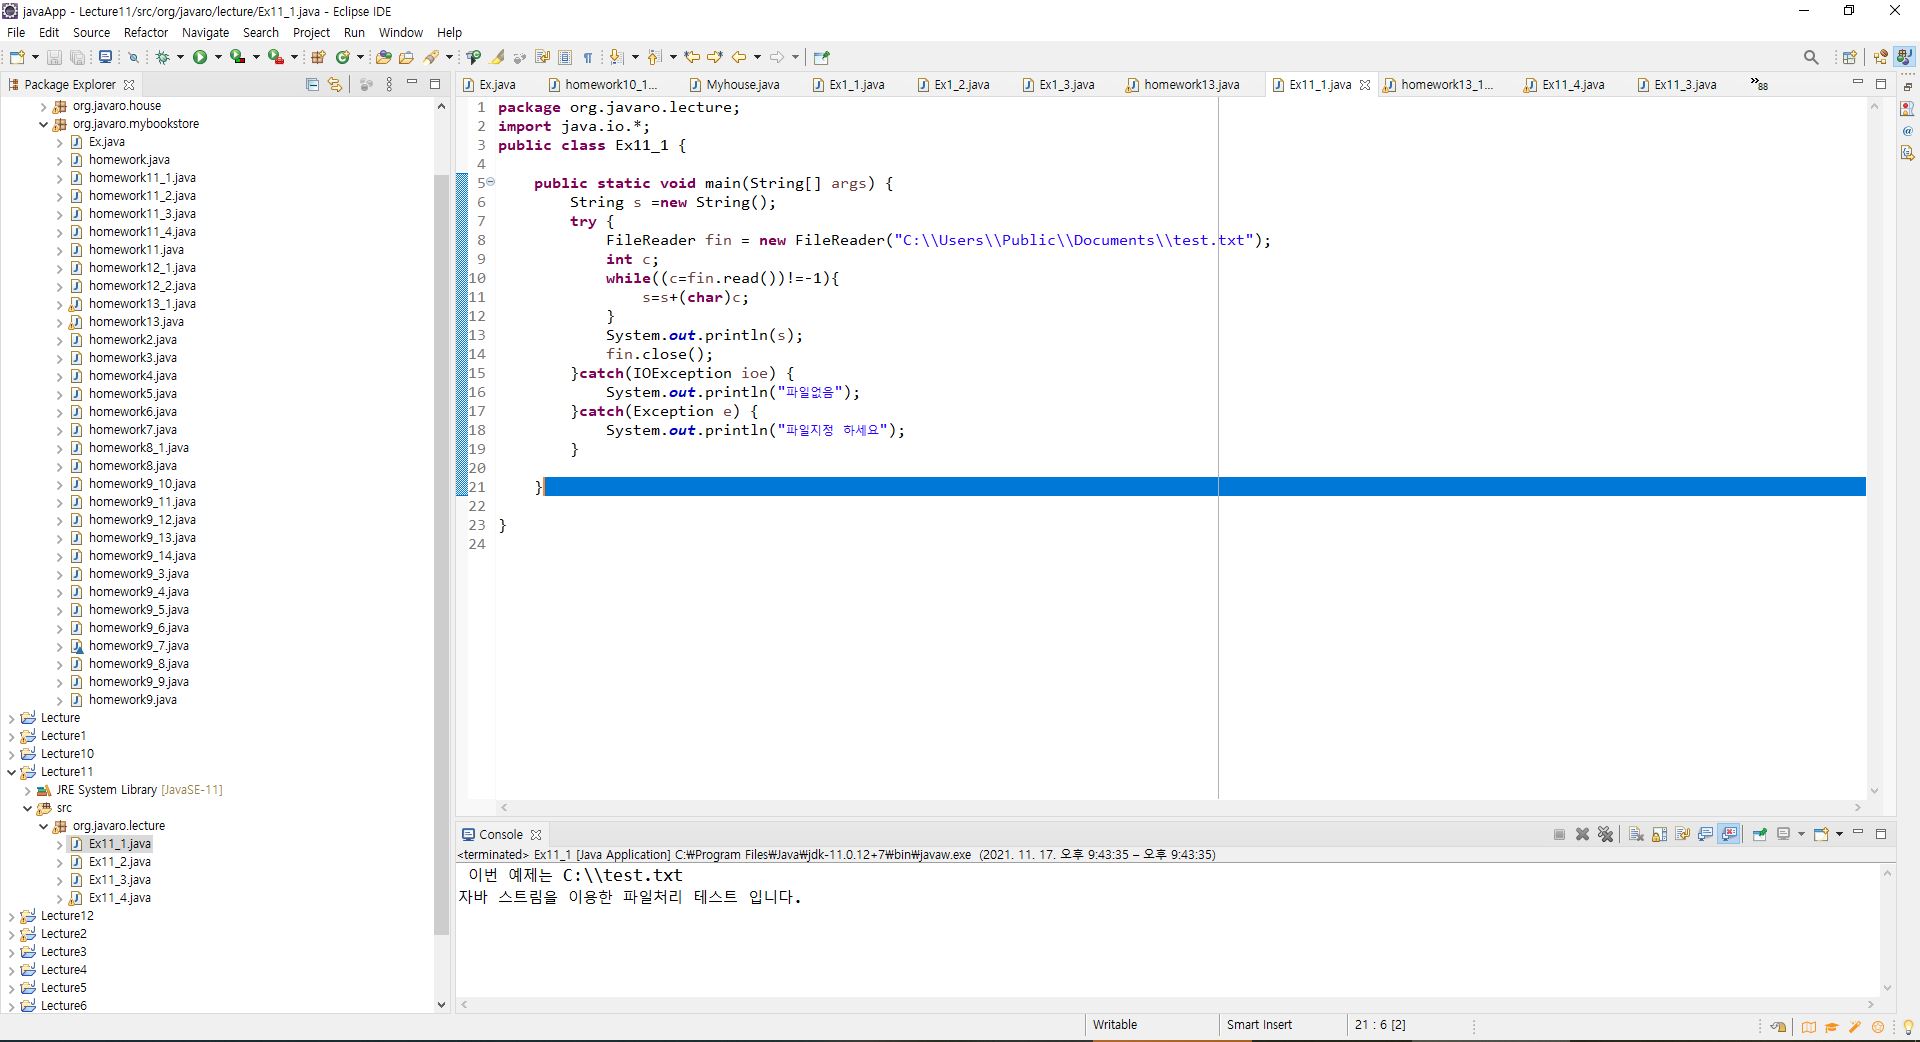 javaApp - Lecture11/src/org/javaro/lecture/Ex11_1.java - Eclipse IDE
File Edit Source Refactor Navigate Search Project Run Window Help
Package Explorer
org.javaro.house
org.javaro.mybookstore
Ex.java
homework.java
homework11_1.java
homework11_2.java
homework11_3.java
homework11_4.java
homework11.java
homework12_1.java
homework12_2.java
homework13_1.java
homework13.java
homework2.java
homework3.java
homework4.java
homework5.java
homework6.java
homework7.java
homework8_1.java
homework8.java
homework9_10.java
homework9_11.java
homework9_12.java
homework9_13.java
homework9_14.java
homework9_3.java
homework9_4.java
homework9_5.java
homework9_6.java
homework9_7.java
homework9_8.java
homework9_9.java
homework9.java
Lecture
Lecture1
Lecture10
Lecture11
JRE System Library [JavaSE-11]
src
org.javaro.lecture
Ex11_1.java
Ex11_2.java
Ex11_3.java
Ex11_4.java
Lecture12
Lecture2
Lecture3
Lecture4
Lecture5
Lecture6
Ex.java homework10_1... Myhouse.java Ex1_1.java Ex1_2.java Ex1_3.java homework13.java Ex11_1.java homework13_1... Ex11_4.java Ex11_3.java »88
1 package org.javaro.lecture;
2 import java.io.*;
3 public class Ex11_1 {
4
5 public static void main(String[] args) {
6 String s =new String();
7 try {
8 FileReader fin = new FileReader("C:\\Users\\Public\\Documents\\test.txt");
9 int c;
10 while((c=fin.read())!=-1){
11 s=s+(char)c;
12 }
13 System.out.println(s);
14 fin.close();
15 }catch(IOException ioe) {
16 System.out.println("파일없음");
17 }catch(Exception e) {
18 System.out.println("파일지정 하세요");
19 }
20
21 }
22
23 }
24
Console
<terminated> Ex11_1 [Java Application] C:₩Program Files₩Java₩jdk-11.0.12+7₩bin₩javaw.exe (2021. 11. 17. 오후 9:43:35 – 오후 9:43:35)
이번 예제는 C:\\test.txt
자바 스트림을 이용한 파일처리 테스트 입니다.
Writable Smart Insert 21 : 6 [2]